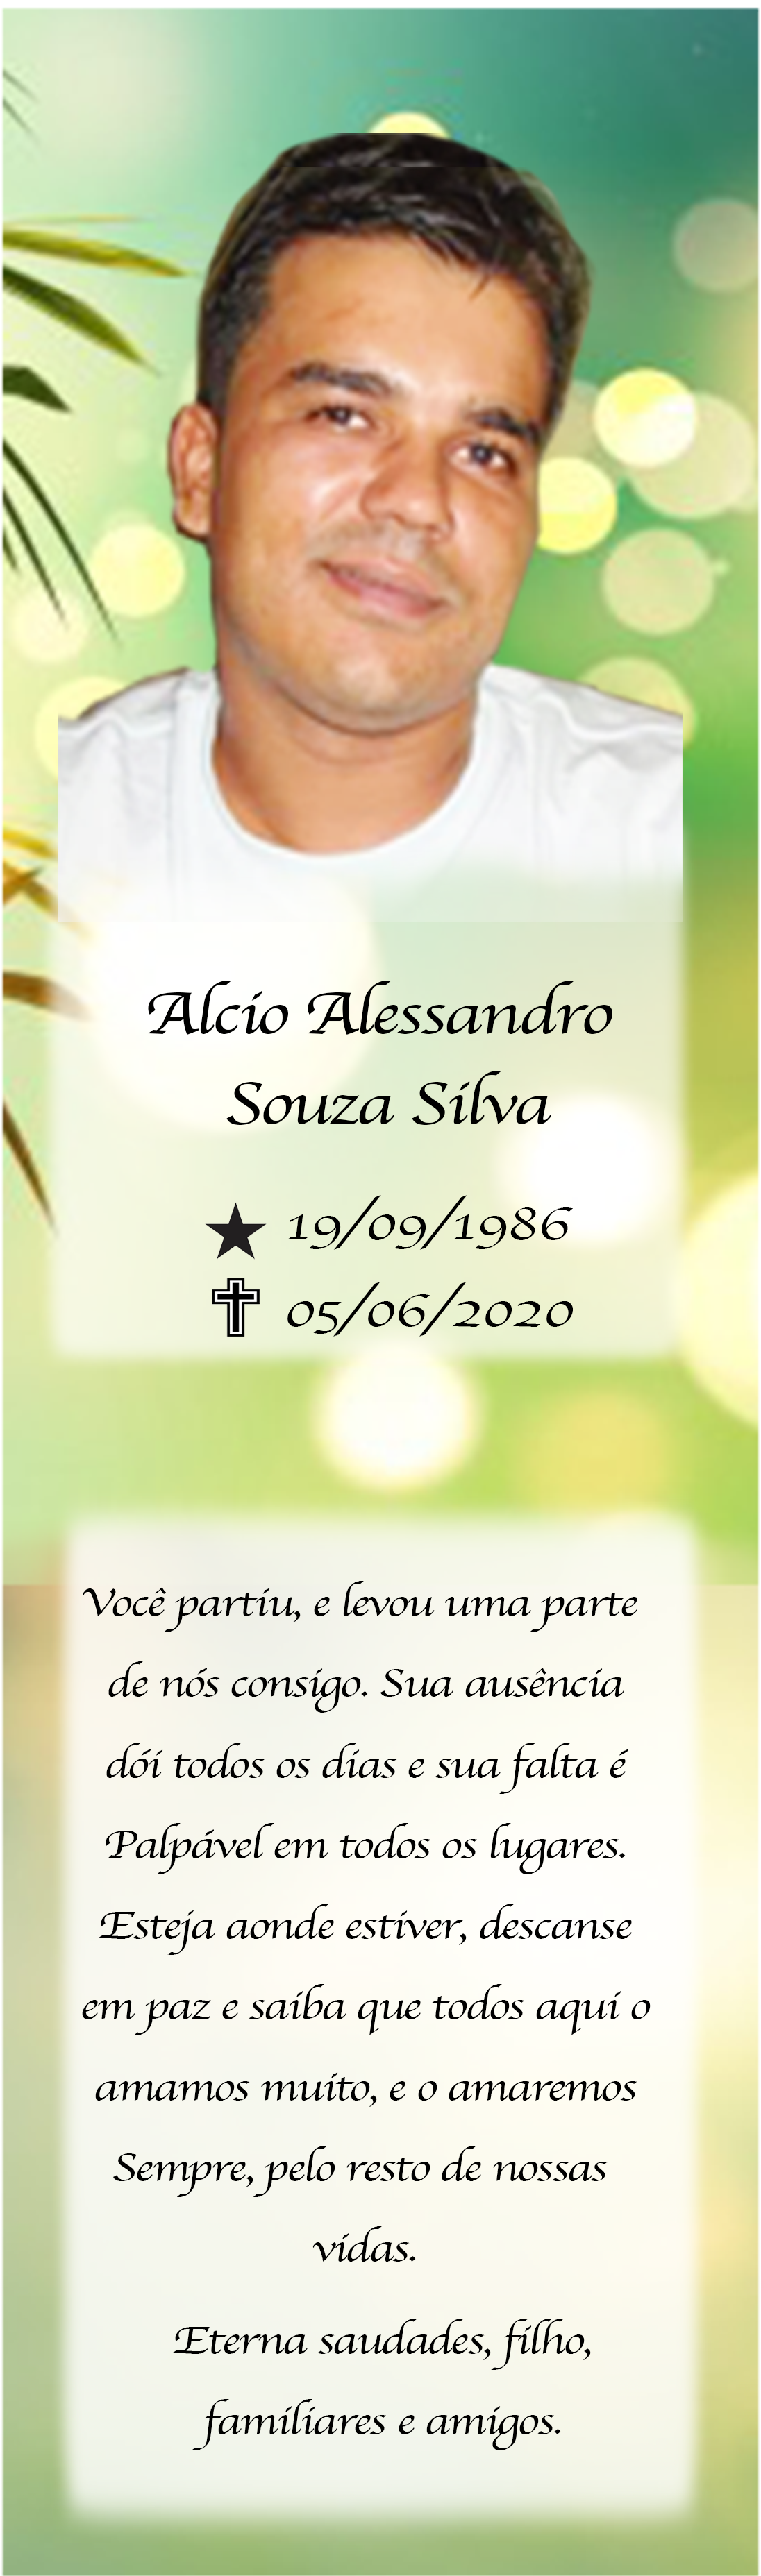 Alcio Alessandro
Souza Silva
★ 19/09/1986
✝ 05/06/2020
Você partiu, e levou uma parte
de nós consigo. Sua ausência
dói todos os dias e sua falta é
Palpável em todos os lugares.
Esteja aonde estiver, descanse
em paz e saiba que todos aqui o
amamos muito, e o amaremos
Sempre, pelo resto de nossas
vidas.
Eterna saudades, filho,
familiares e amigos.